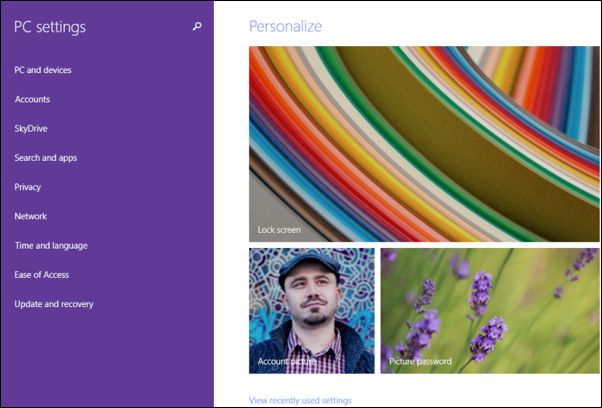 PC settings
PC and devices
Accounts
SkyDrive
Search and apps
Privacy
Network
Time and language
Ease of Access
Update and recovery
Personalize
Lock screen
Account picture
Picture password
View recently used settings